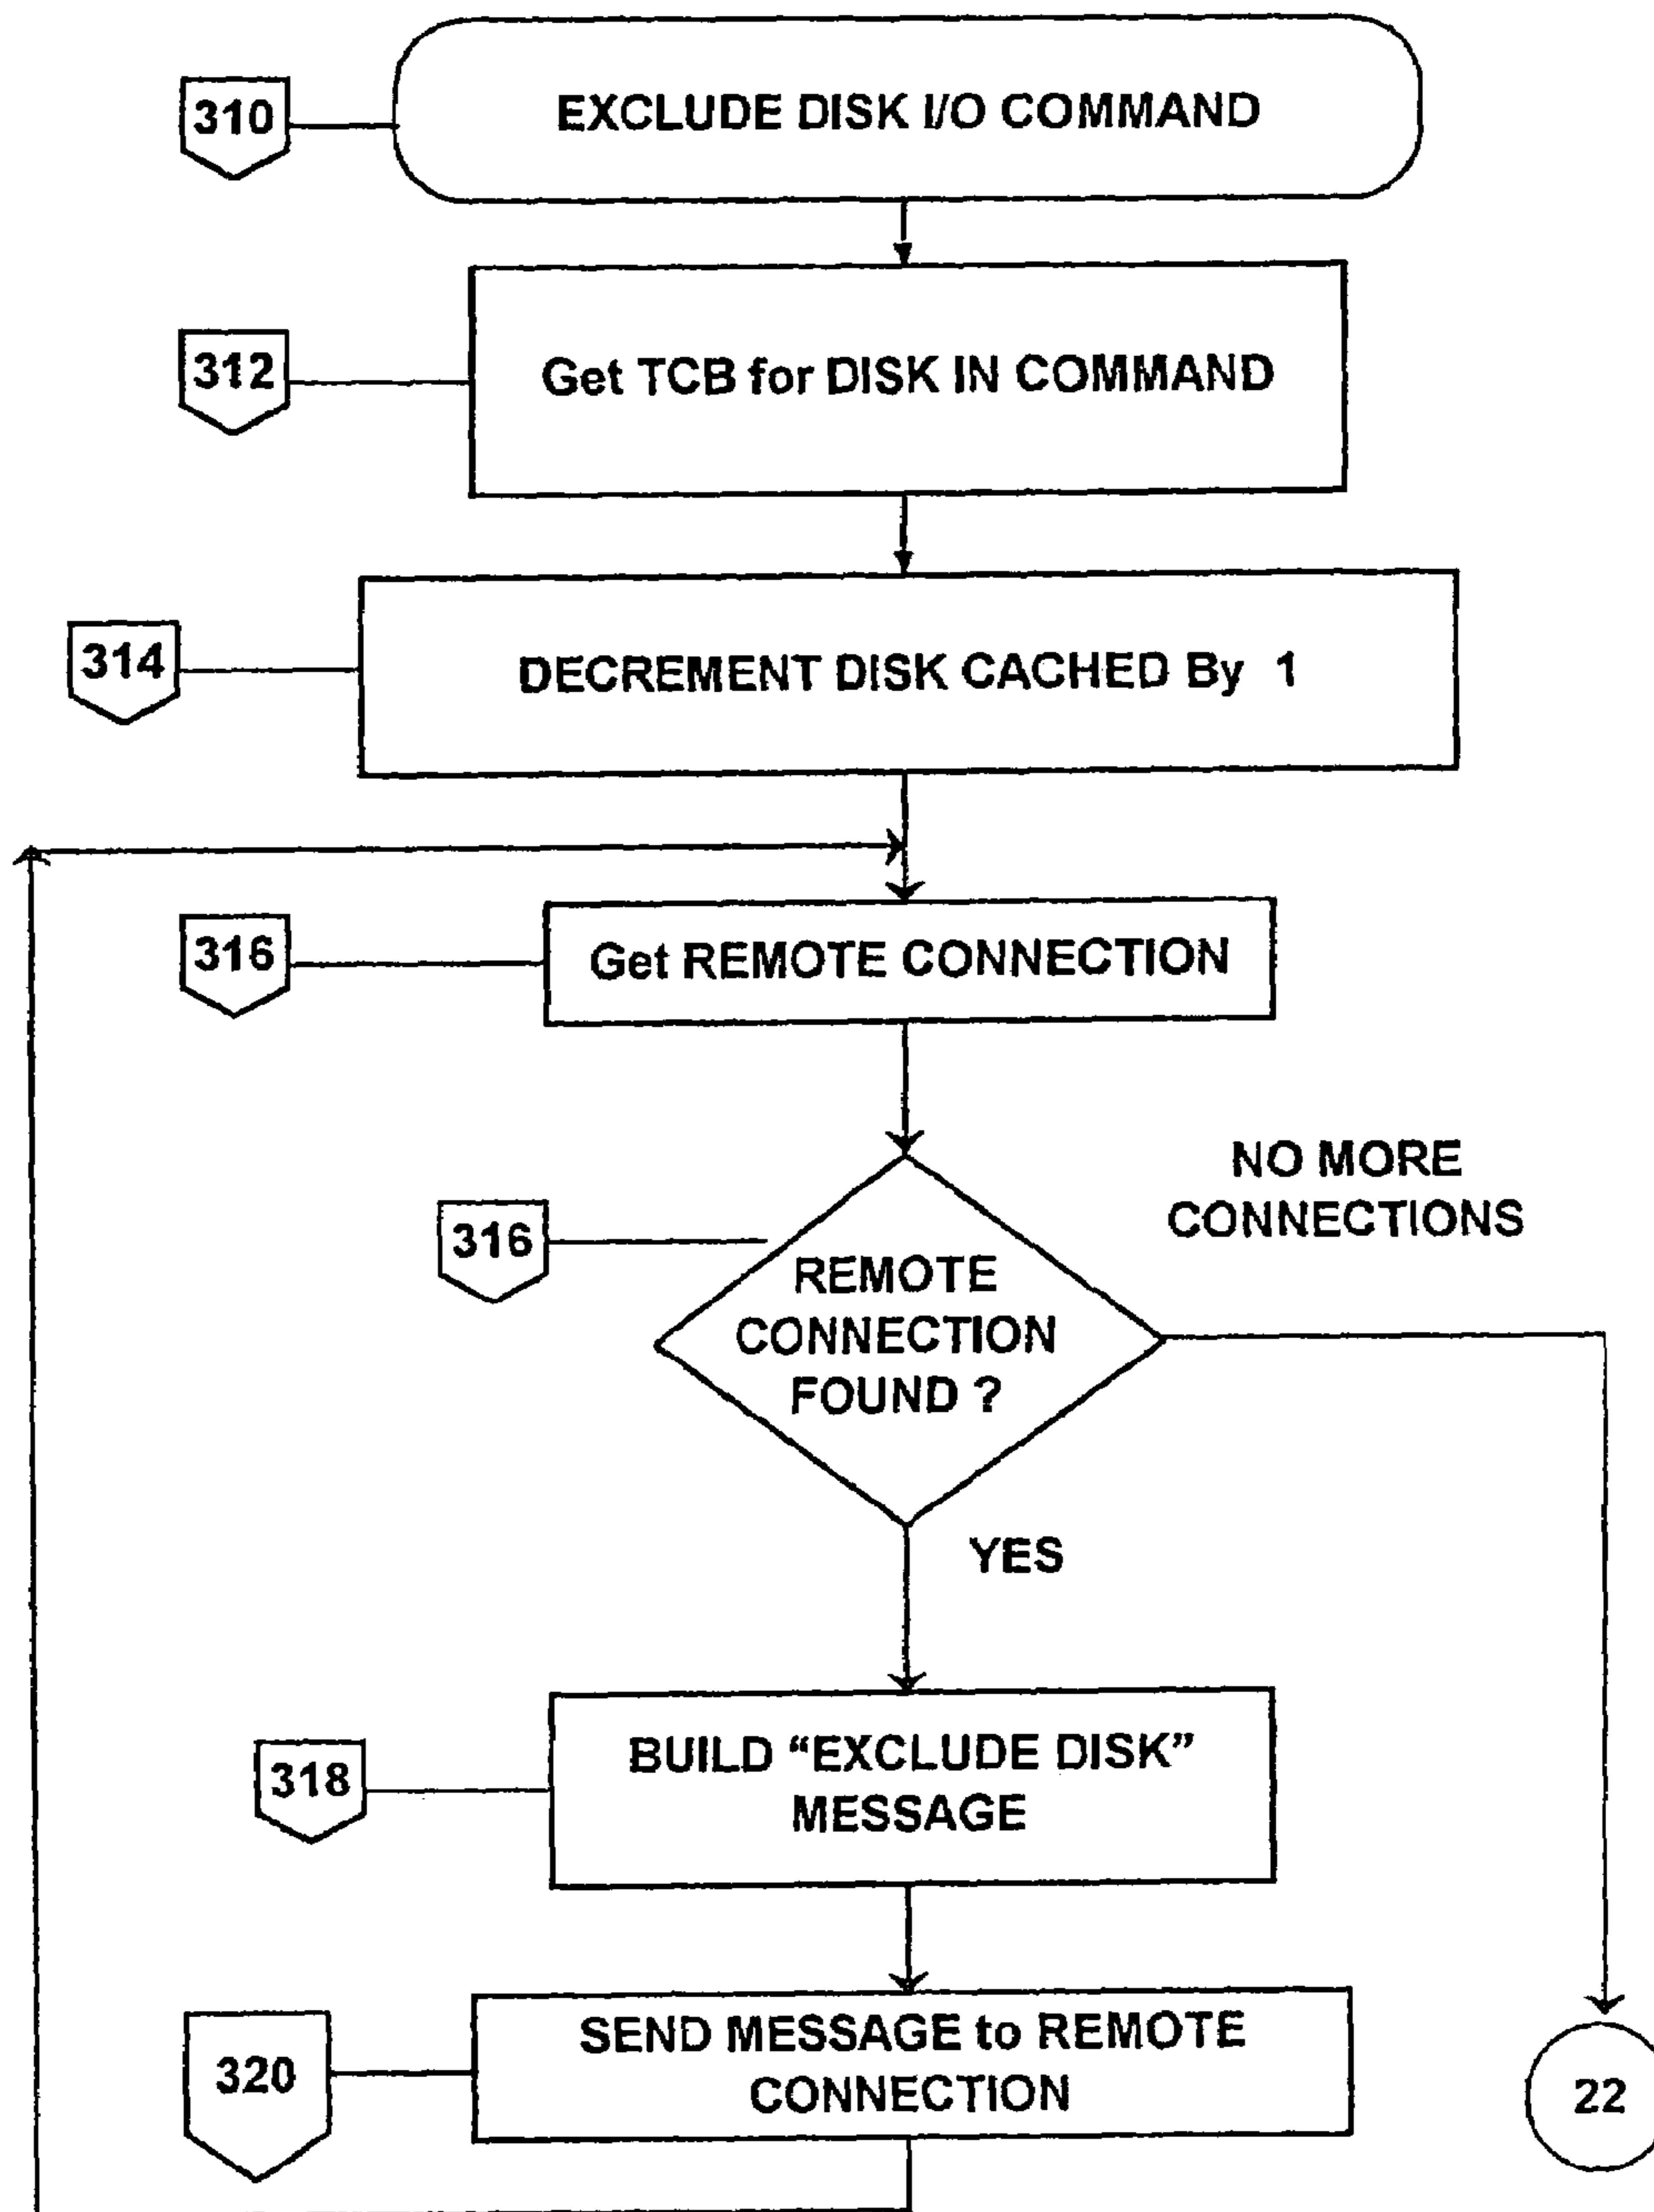 310
EXCLUDE DISK I/O COMMAND
312
Get TCB for DISK IN COMMAND
314
DECREMENT DISK CACHED By 1
316
Get REMOTE CONNECTION
NO MORE
CONNECTIONS
316
REMOTE
CONNECTION
FOUND ?
YES
318
BUILD “EXCLUDE DISK”
MESSAGE
320
SEND MESSAGE to REMOTE
CONNECTION
22